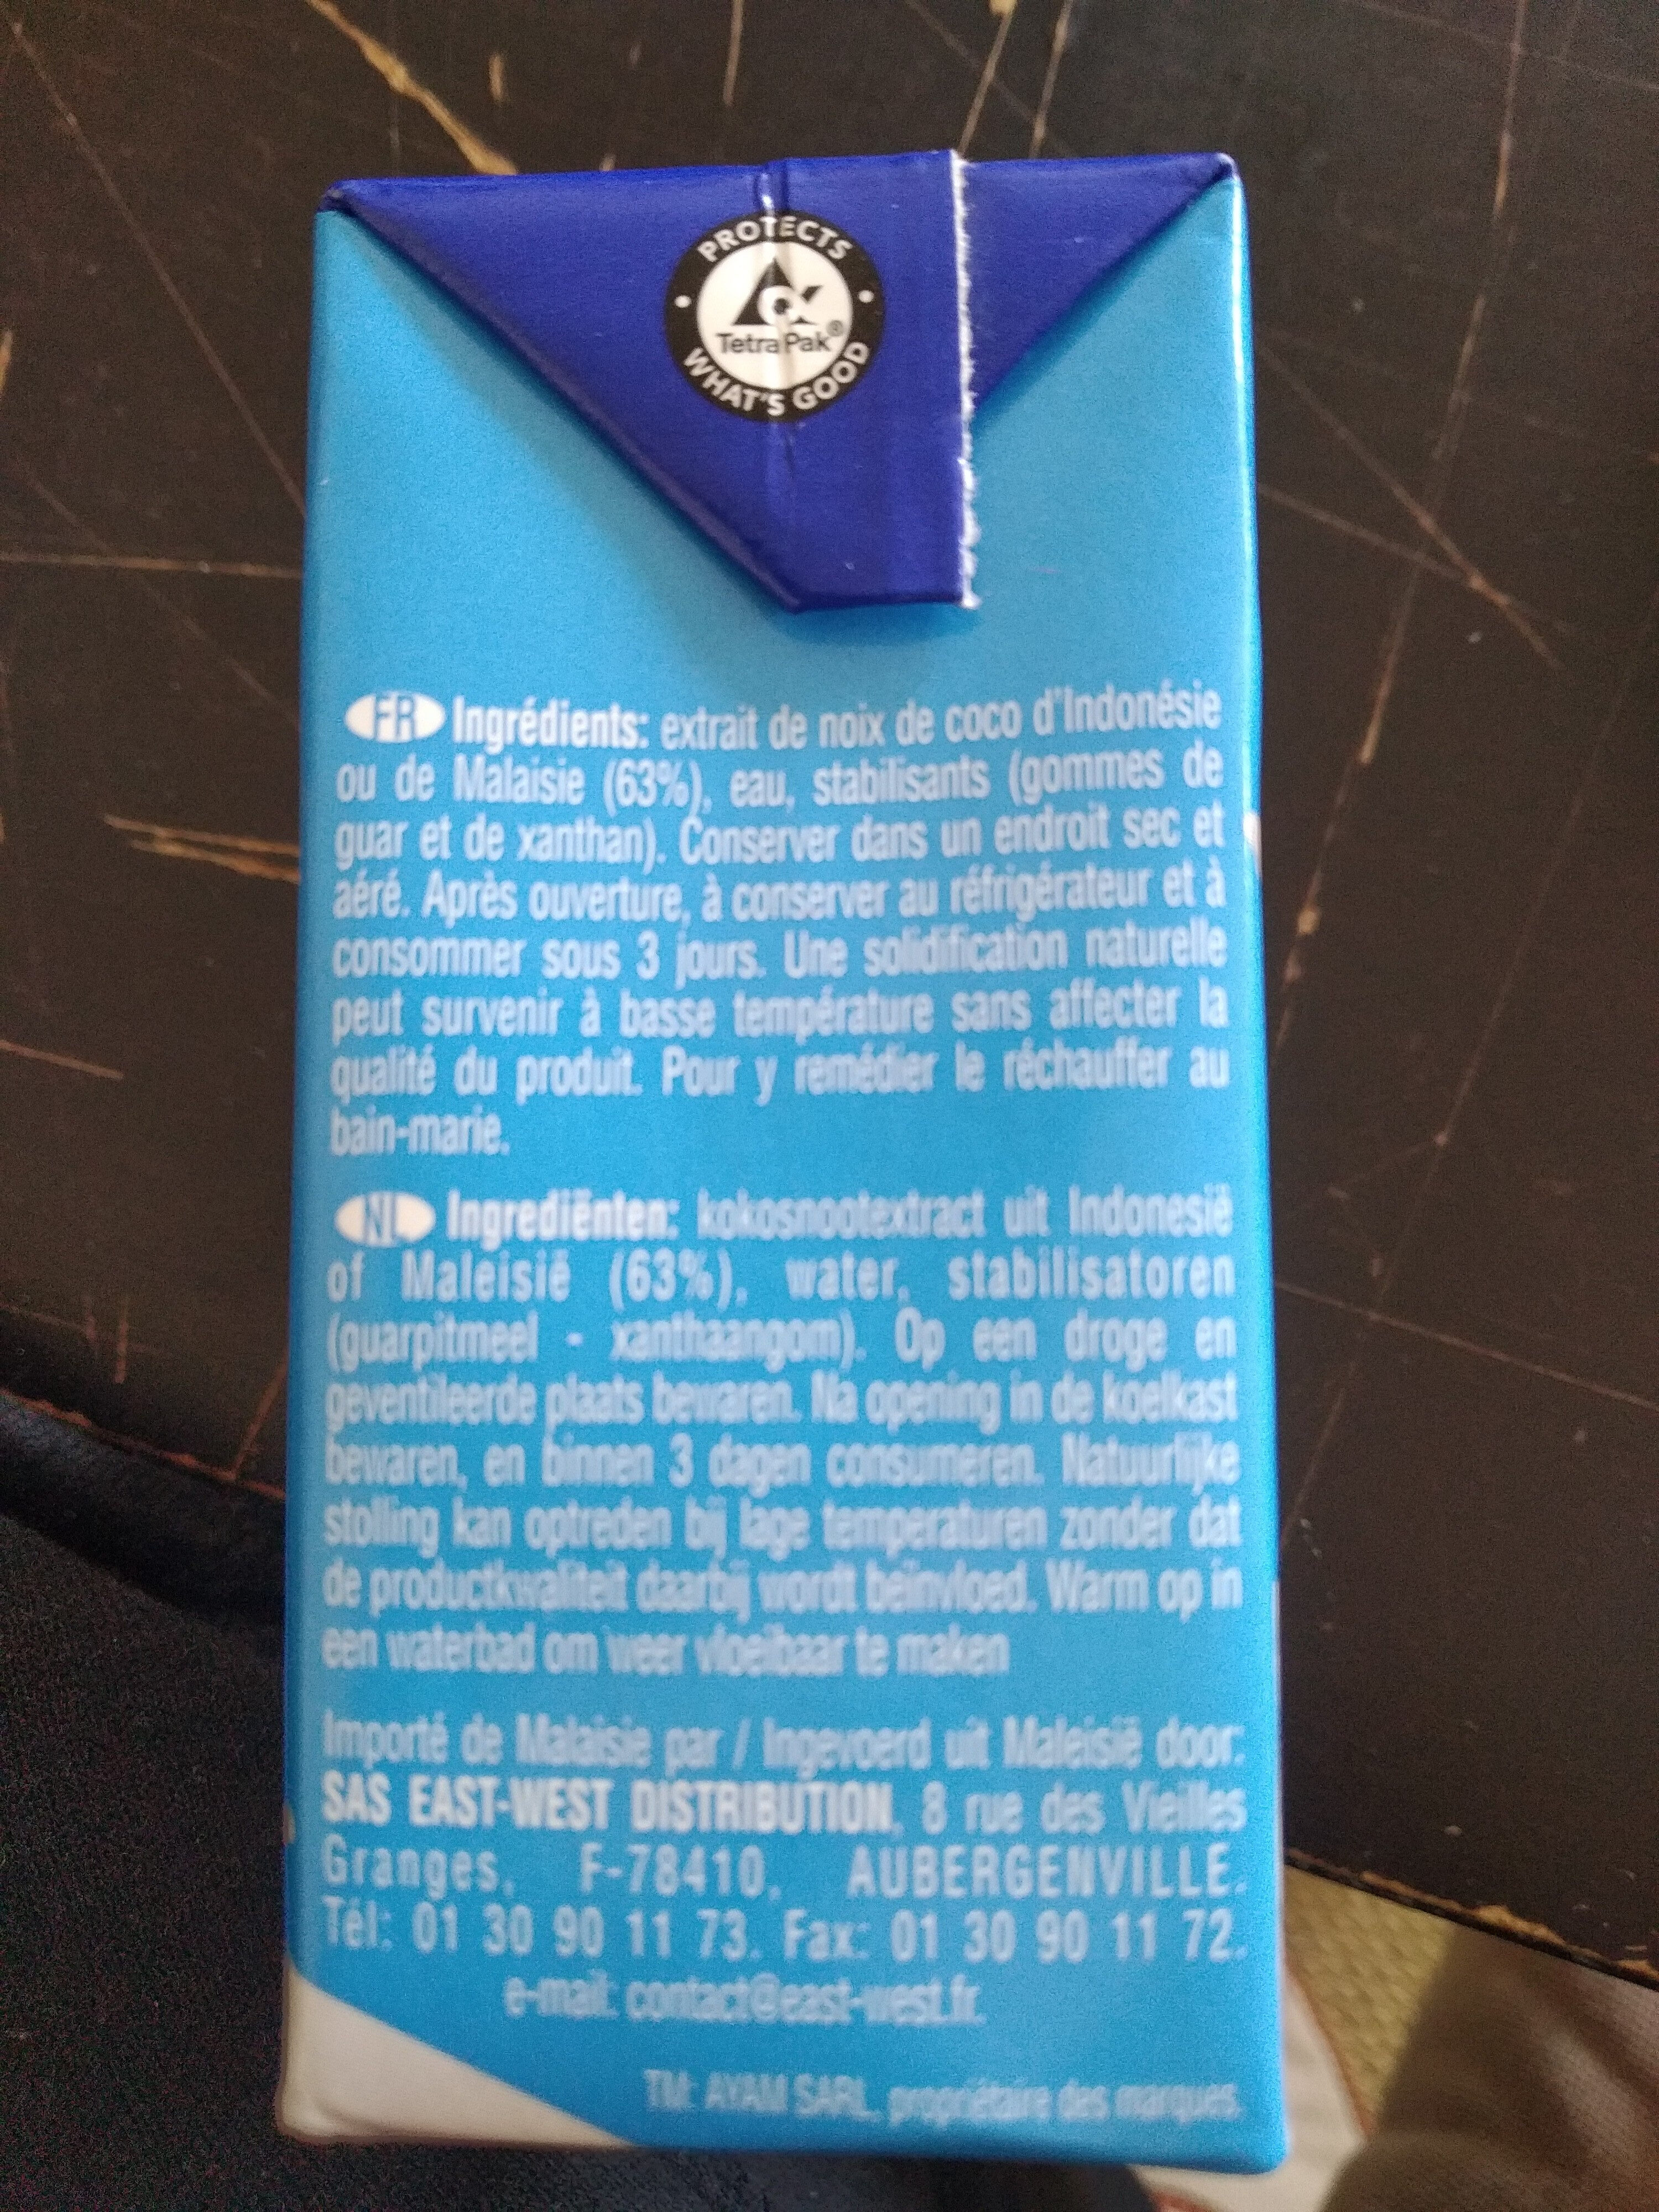 PROTECTS
TetraPak®
WHAT'S GOOD
FR Ingrédients: extrait de noix de coco d'Indonésie
ou de Malaisie (63%), eau, stabilisants (gommes de
guar et de xanthan). Conserver dans un endroit sec et
aéré. Après ouverture, à conserver au réfrigérateur et à
consommer sous 3 jours. Une solidification naturelle
peut survenir à basse température sans affecter la
qualité du produit. Pour y remédier le réchauffer au
bain-marie.
NL Ingrediënten: kokosnootextract uit Indonesië
of Maleisië (63%), water, stabilisatoren
(guarpitmeel - xanthaangom). Op een droge en
geventileerde plaats bewaren. Na opening in de koelkast
bewaren, en binnen 3 dagen consumeren. Natuurlijke
stolling kan optreden bij lage temperaturen zonder dat
de productkwaliteit daarbij wordt beïnvloed. Warm op in
een waterbad om weer vloeibaar te maken
Importé de Malaisie par / Ingevoerd uit Maleisië door:
SAS EAST-WEST DISTRIBUTION, 8 rue des Vieilles
Granges, F-78410, AUBERGENVILLE.
Tél: 01 30 90 11 73. Fax: 01 30 90 11 72.
e-mail: contact@east-west.fr.
TM: AYAM SARL, propriétaire des marques.